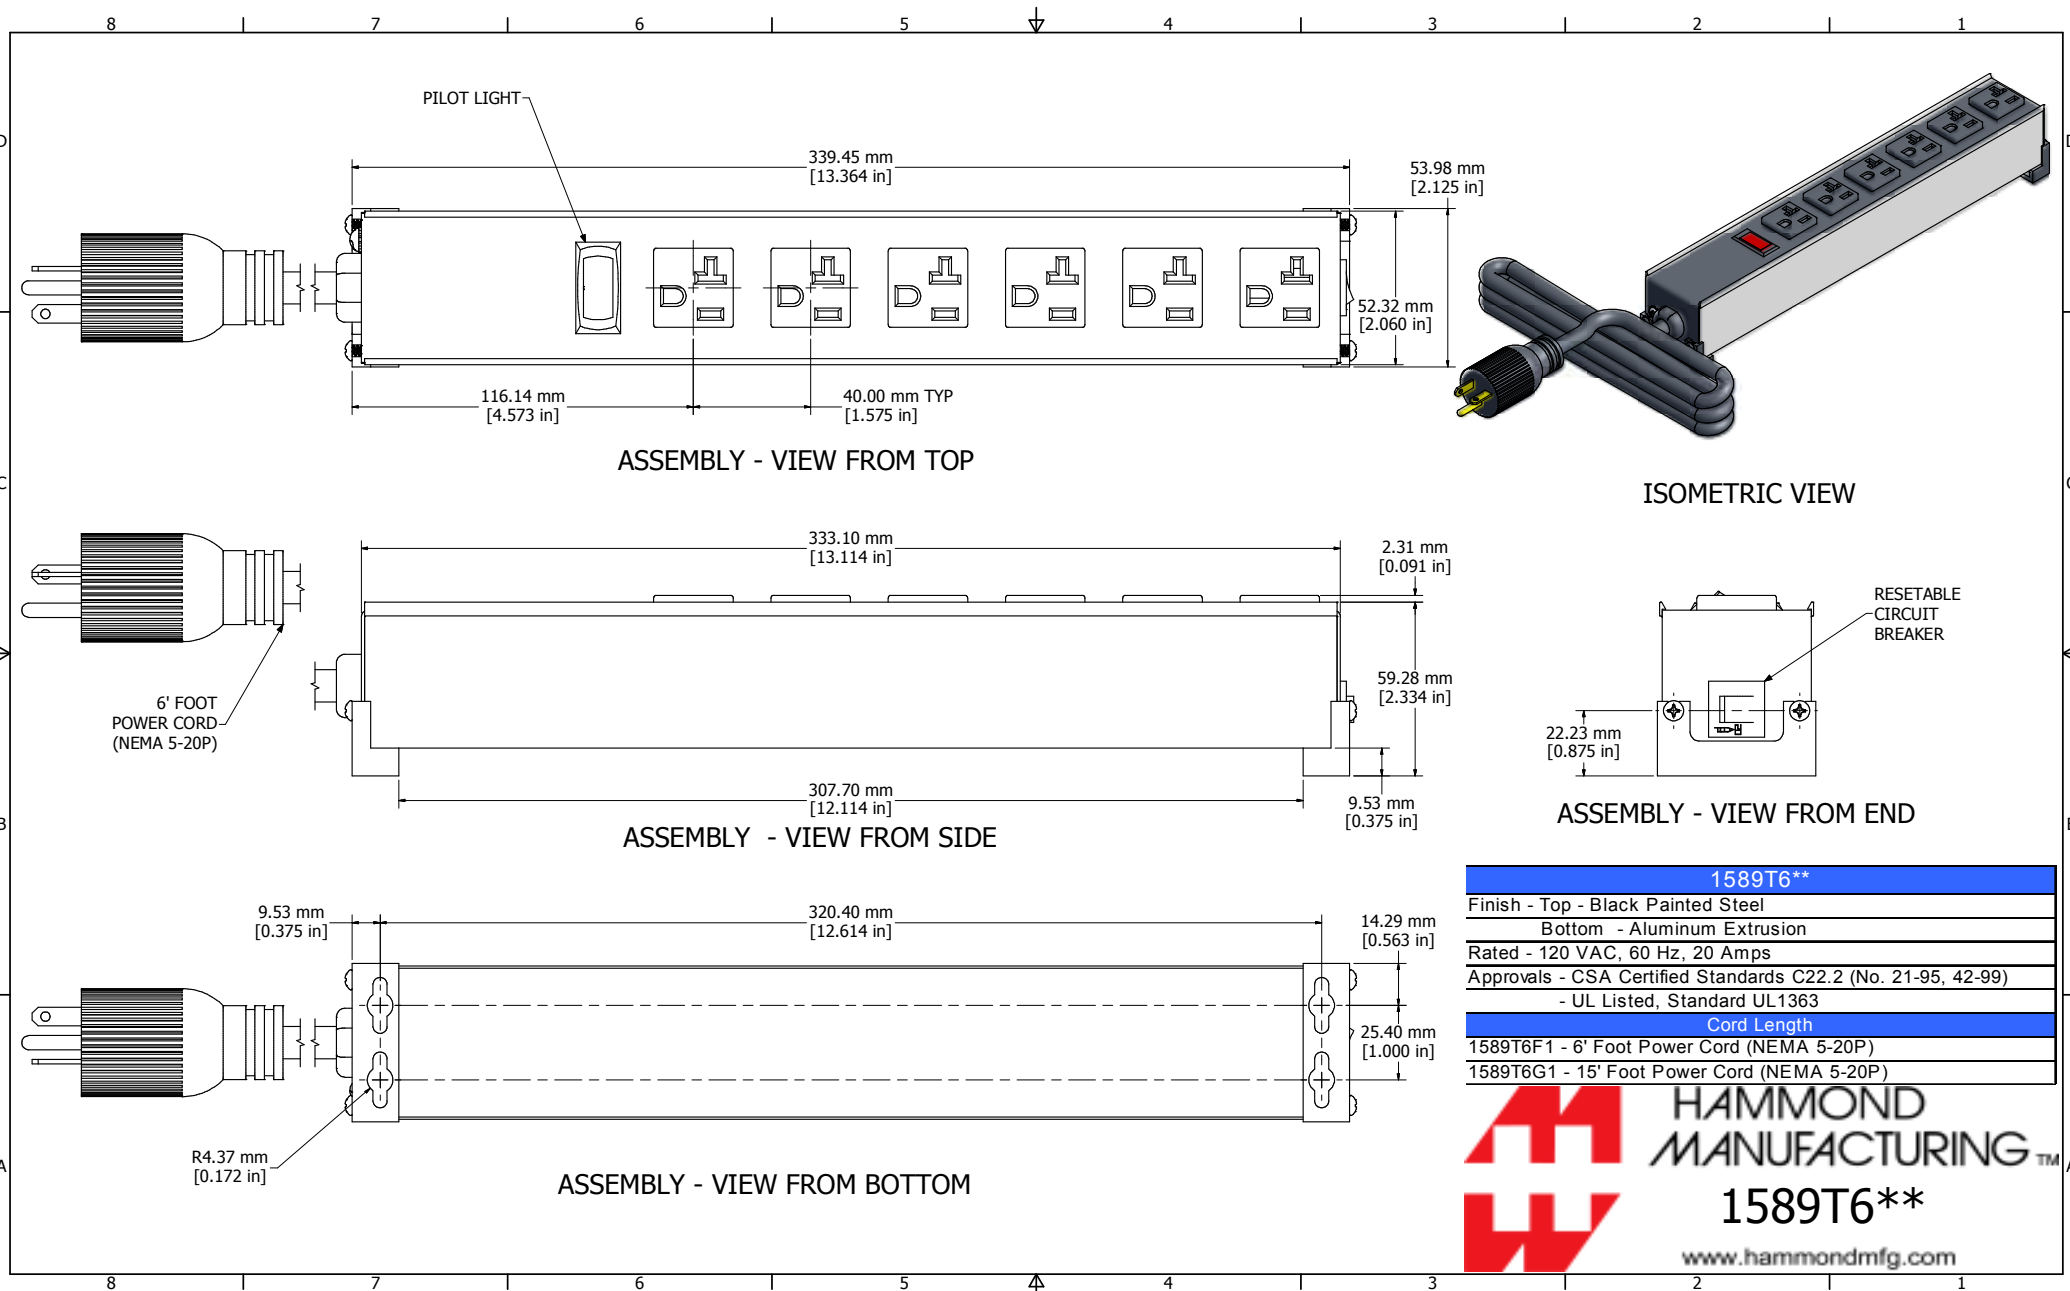 8 7 6 5 4 3 2 1
D
D
C
C
B
B
A
A
PILOT LIGHT
339.45 mm
[13.364 in]
53.98 mm
[2.125 in]
52.32 mm
[2.060 in]
116.14 mm
[4.573 in]
40.00 mm TYP
[1.575 in]
ASSEMBLY - VIEW FROM TOP
ISOMETRIC VIEW
333.10 mm
[13.114 in]
2.31 mm
[0.091 in]
6' FOOT
POWER CORD
(NEMA 5-20P)
59.28 mm
[2.334 in]
307.70 mm
[12.114 in]
9.53 mm
[0.375 in]
ASSEMBLY - VIEW FROM SIDE
RESETABLE
CIRCUIT
BREAKER
22.23 mm
[0.875 in]
ASSEMBLY - VIEW FROM END
9.53 mm
[0.375 in]
320.40 mm
[12.614 in]
14.29 mm
[0.563 in]
25.40 mm
[1.000 in]
R4.37 mm
[0.172 in]
ASSEMBLY - VIEW FROM BOTTOM
1589T6**
Finish - Top - Black Painted Steel
Bottom - Aluminum Extrusion
Rated - 120 VAC, 60 Hz, 20 Amps
Approvals - CSA Certified Standards C22.2 (No. 21-95, 42-99)
- UL Listed, Standard UL1363
Cord Length
1589T6F1 - 6' Foot Power Cord (NEMA 5-20P)
1589T6G1 - 15' Foot Power Cord (NEMA 5-20P)
HAMMOND
MANUFACTURING TM
1589T6**
www.hammondmfg.com
8 7 6 5 4 3 2 1